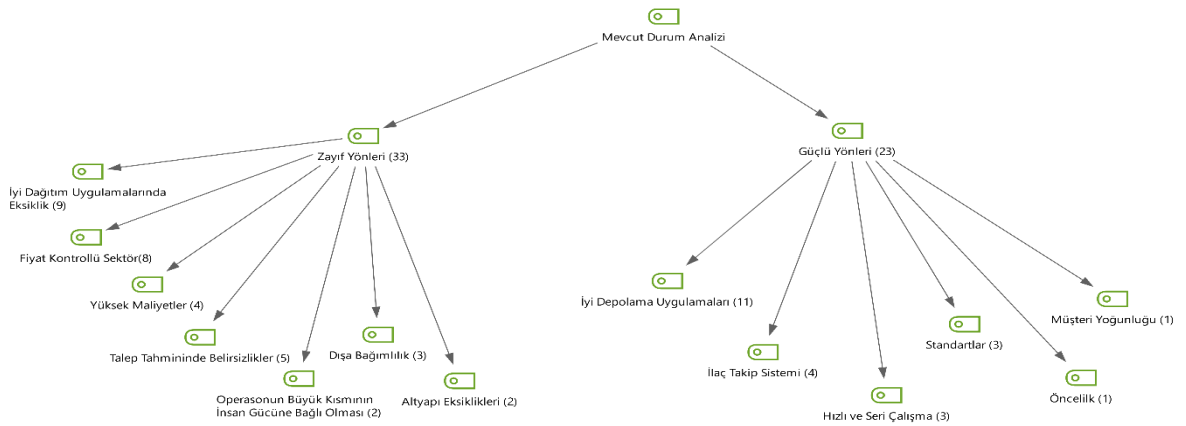 Mevcut Durum Analizi
Zayıf Yönleri (33)
Güçlü Yönleri (23)
İyi Dağıtım Uygulamalarında
Eksiklik (9)
Fiyat Kontrollü Sektör(8)
Yüksek Maliyetler (4)
Talep Tahmininde Belirsizlikler (5)
Operasonun Büyük Kısmının
İnsan Gücüne Bağlı Olması (2)
Dışa Bağımlılık (3)
Altyapı Eksiklikleri (2)
İyi Depolama Uygulamaları (11)
İlaç Takip Sistemi (4)
Hızlı ve Seri Çalışma (3)
Standartlar (3)
Öncelilk (1)
Müşteri Yoğunluğu (1)